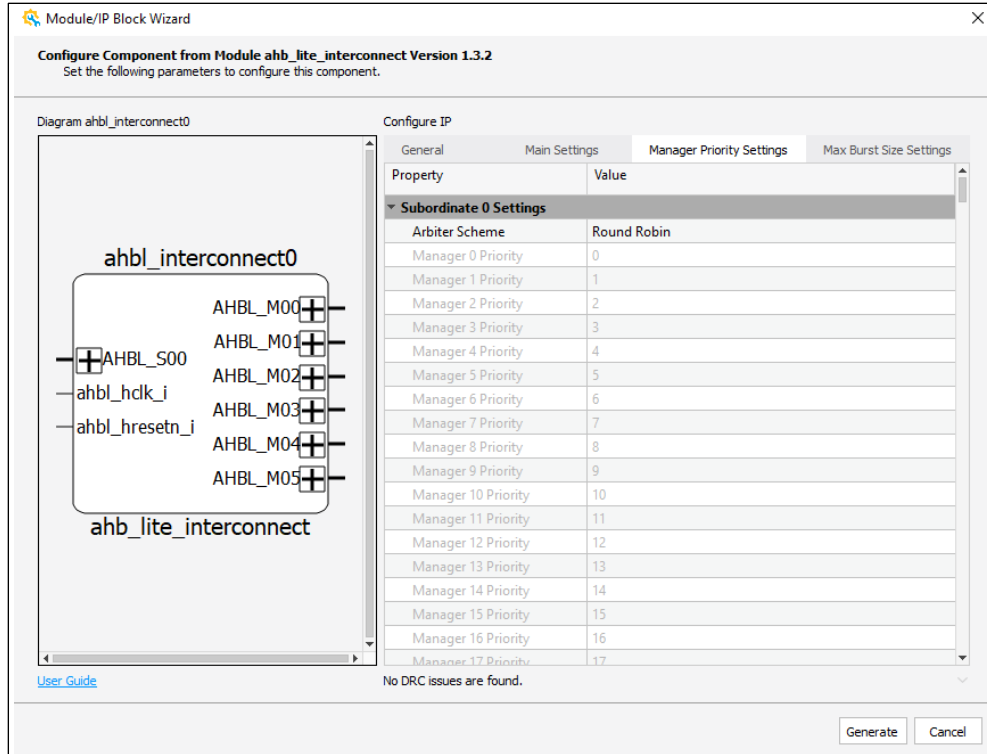 Module/IP Block Wizard
Configure Component from Module ahb_lite_interconnect Version 1.3.2
Set the following parameters to configure this component.
Diagram ahbl_interconnect0
ahbl_interconnect0
AHBL_M00
AHBL_M01
AHBL_S00
AHBL_M02
ahbl_hclk_i
AHBL_M03
ahbl_hresetn_i
AHBL_M04
AHBL_M05
ahb_lite_interconnect
User Guide
Configure IP
General Main Settings Manager Priority Settings Max Burst Size Settings
Property Value
Subordinate 0 Settings
Arbiter Scheme Round Robin
Manager 0 Priority 0
Manager 1 Priority 1
Manager 2 Priority 2
Manager 3 Priority 3
Manager 4 Priority 4
Manager 5 Priority 5
Manager 6 Priority 6
Manager 7 Priority 7
Manager 8 Priority 8
Manager 9 Priority 9
Manager 10 Priority 10
Manager 11 Priority 11
Manager 12 Priority 12
Manager 13 Priority 13
Manager 14 Priority 14
Manager 15 Priority 15
Manager 16 Priority 16
Manager 17 Priority 17
No DRC issues are found.
Generate Cancel